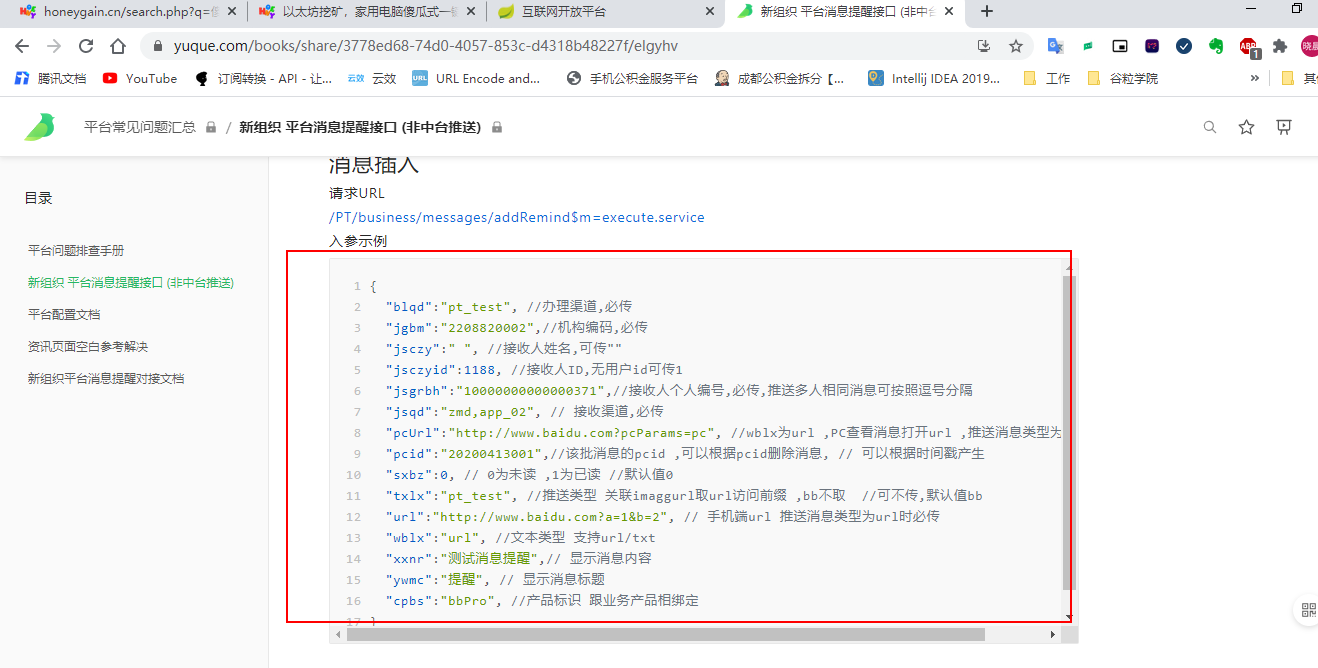 honeygain.cn/search.php?q=
以太坊挖矿，家用电脑傻瓜式一
互联网开放平台
新组织 平台消息提醒接口 (非中台
yuque.com/books/share/3778ed68-74d0-4057-853c-d4318b48227f/elgyhv
腾讯文档
YouTube
订阅转换 - API - 让...
云效 云效
URL Encode and...
手机公积金服务平台
成都公积金拆分【...
Intellij IDEA 2019...
工作
谷粒学院
»
平台常见问题汇总 / 新组织 平台消息提醒接口 (非中台推送)
目录
平台问题排查手册
新组织 平台消息提醒接口 (非中台推送)
平台配置文档
资讯页面空白参考解决
新组织平台消息提醒对接文档
消息插入
请求URL
/PT/business/messages/addRemind$m=execute.service
入参示例
1 {
2 "blqd":"pt_test", //办理渠道,必传
3 "jgbm":"2208820002",//机构编码,必传
4 "jsczy":" ", //接收人姓名,可传""
5 "jsczyid":1188, //接收人ID,无用户id可传1
6 "jsgrbh":"10000000000000371",//接收人个人编号,必传,推送多人相同消息可按照逗号分隔
7 "jsqd":"zmd,app_02", // 接收渠道,必传
8 "pcUrl":"http://www.baidu.com?pcParams=pc", //wblx为url ,PC查看消息打开url ,推送消息类型为
9 "pcid":"20200413001",//该批消息的pcid ,可以根据pcid删除消息, // 可以根据时间戳产生
10 "sxbz":0, // 0为未读 ,1为已读 //默认值0
11 "txlx":"pt_test", //推送类型 关联imaggurl取url访问前缀 ,bb不取 //可不传,默认值bb
12 "url":"http://www.baidu.com?a=1&b=2", // 手机端url 推送消息类型为url时必传
13 "wblx":"url", //文本类型 支持url/txt
14 "xxnr":"测试消息提醒",// 显示消息内容
15 "ywmc":"提醒", // 显示消息标题
16 "cpbs":"bbPro", //产品标识 跟业务产品相绑定
17 }